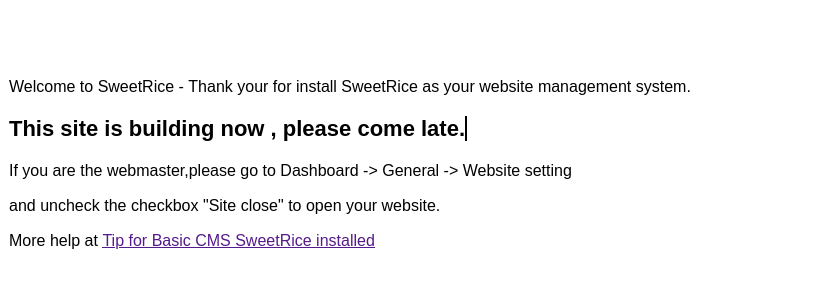 Welcome to SweetRice - Thank your for install SweetRice as your website management system.
This site is building now , please come late.
If you are the webmaster,please go to Dashboard -> General -> Website setting
and uncheck the checkbox "Site close" to open your website.
More help at Tip for Basic CMS SweetRice installed